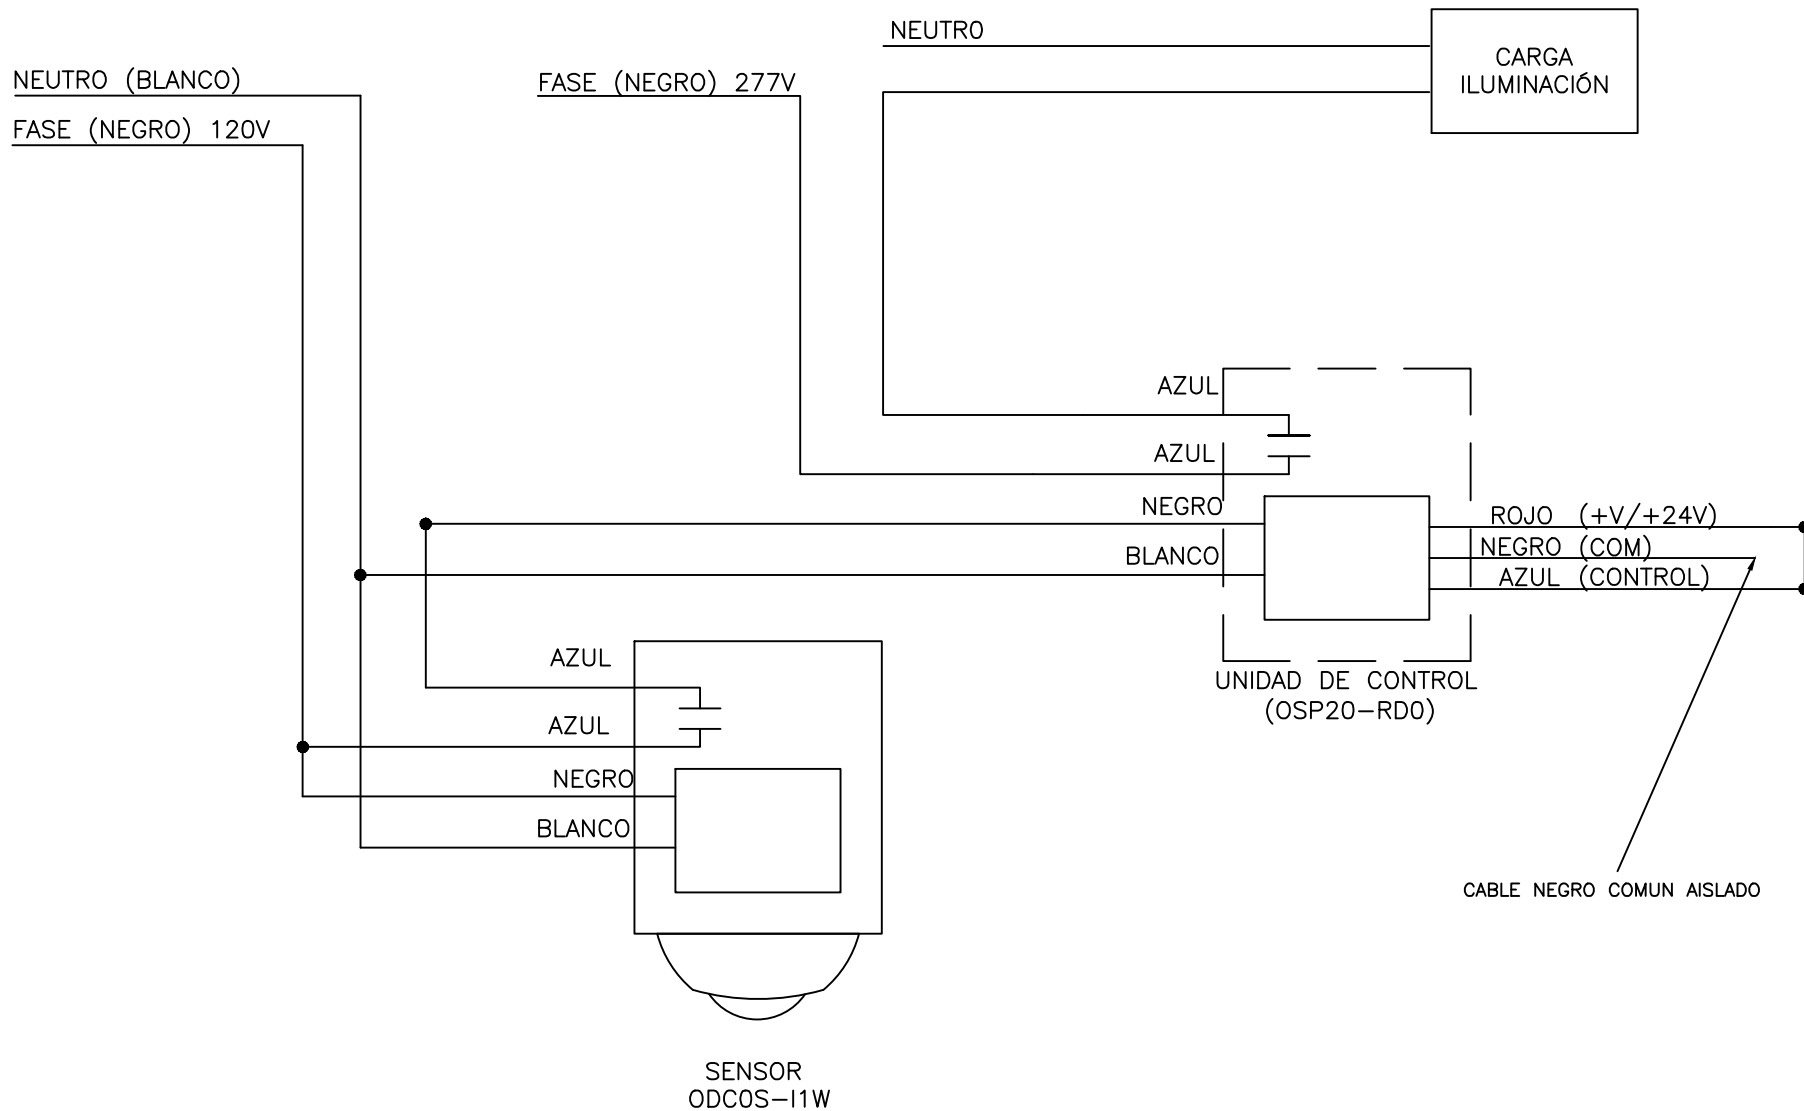 NEUTRO
CARGA
ILUMINACIÓN
NEUTRO (BLANCO)
FASE (NEGRO) 277V
FASE (NEGRO) 120V
AZUL
AZUL
NEGRO
BLANCO
ROJO (+V/+24V)
NEGRO (COM)
AZUL (CONTROL)
UNIDAD DE CONTROL
(OSP20-RD0)
AZUL
AZUL
NEGRO
BLANCO
CABLE NEGRO COMUN AISLADO
SENSOR
ODC0S-I1W